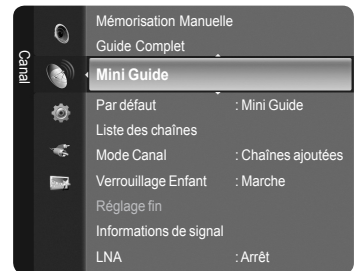 Canal
Mémorisation Manuelle
Guide Complet
Mini Guide
Par défaut : Mini Guide
Liste des chaînes
Mode Canal : Chaînes ajoutées
Verrouillage Enfant : Marche
Réglage fin
Informations de signal
LNA : Arrêt